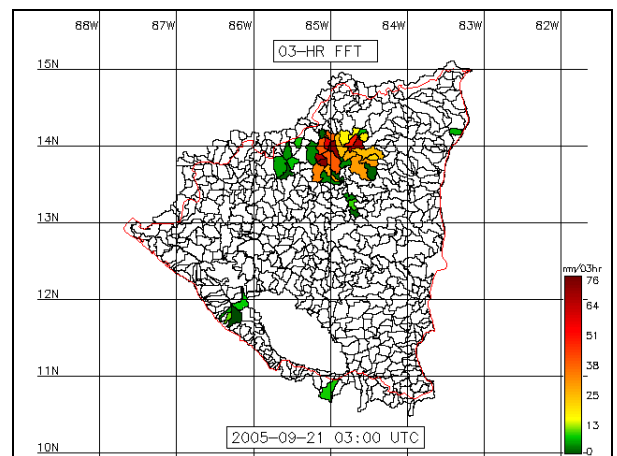 88W 87W 86W 85W 84W 83W 82W
03-HR FFT
15N
14N
13N
12N
11N
10N
mm/03hr
76
64
51
38
25
13
0
2005-09-21 03:00 UTC